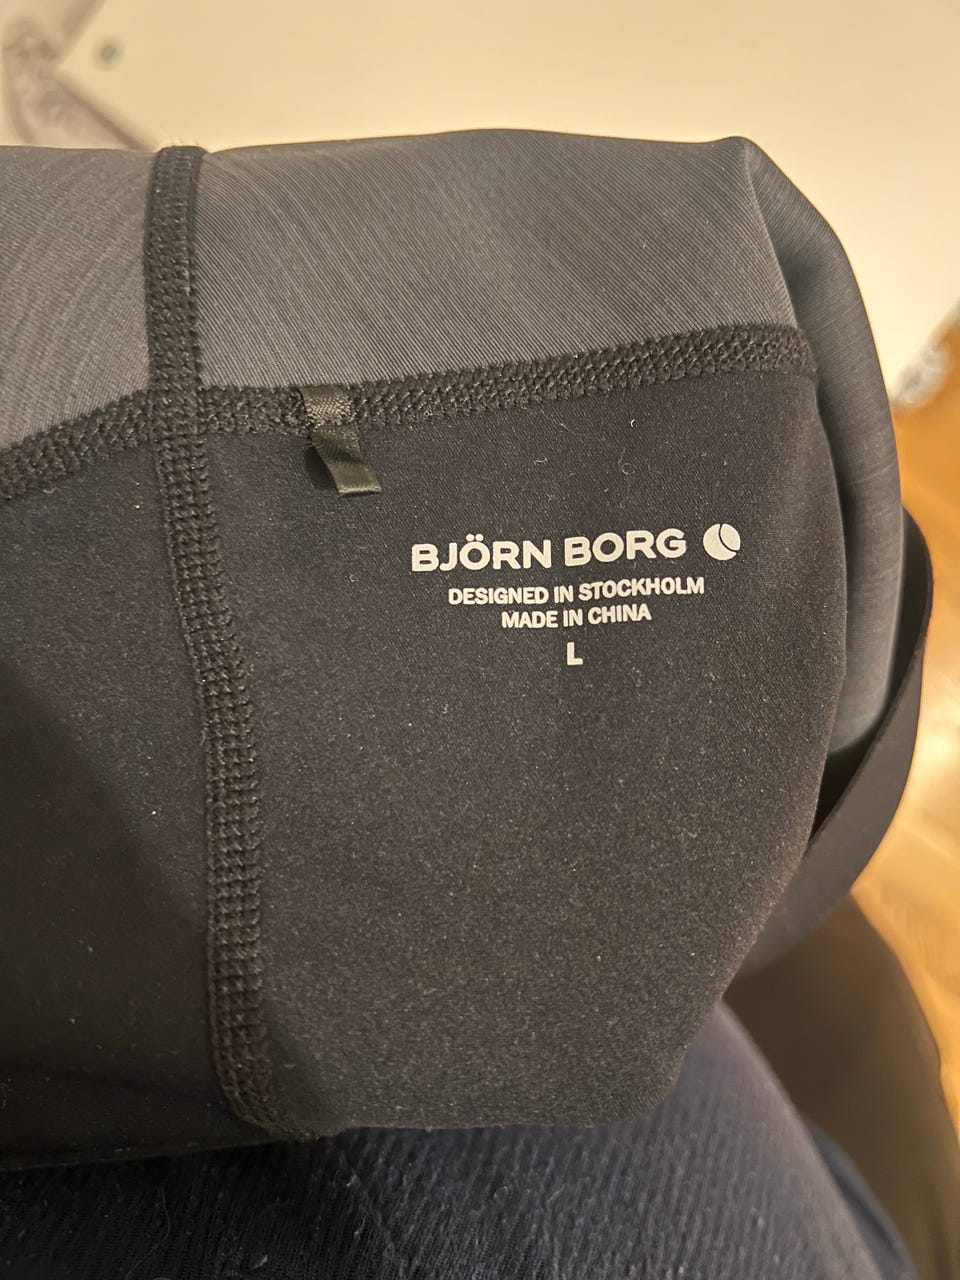 BJÖRN BORG
DESIGNED IN STOCKHOLM
MADE IN CHINA
L